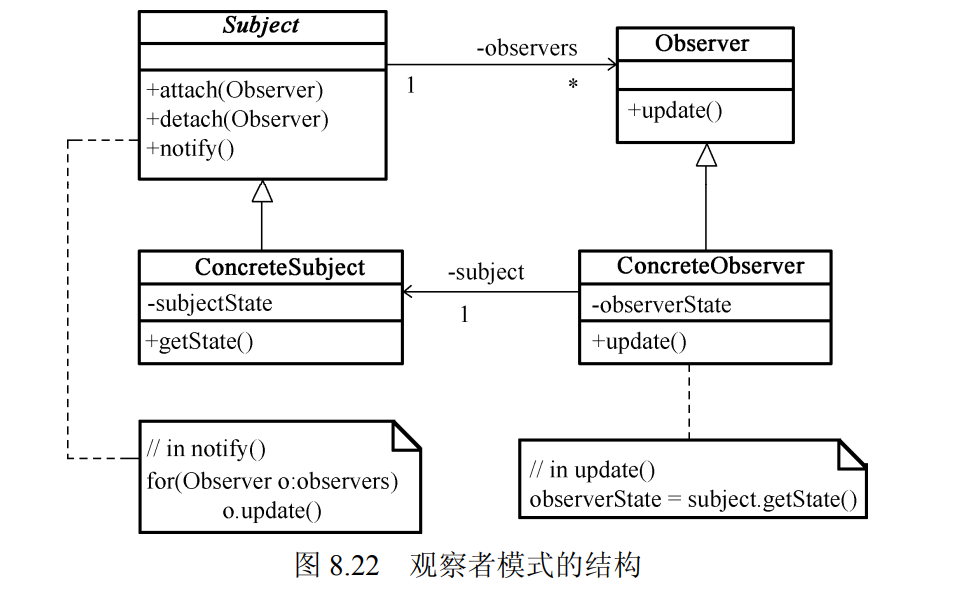 Subject
+attach(Observer)
+detach(Observer)
+notify()
-observers
1
*
Observer
+update()
ConcreteSubject
-subjectState
+getState()
-subject
1
ConcreteObserver
-observerState
+update()
// in notify()
for(Observer o:observers)
o.update()
// in update()
observerState = subject.getState()
图 8.22 观察者模式的结构